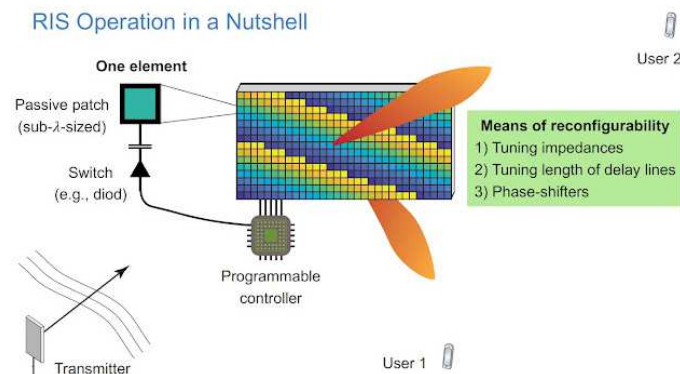 RIS Operation in a Nutshell
User 2
One element
Passive patch
(sub-λ-sized)
Switch
(e.g., diod)
Means of reconfigurability
1) Tuning impedances
2) Tuning length of delay lines
3) Phase-shifters
Programmable
controller
Transmitter
User 1